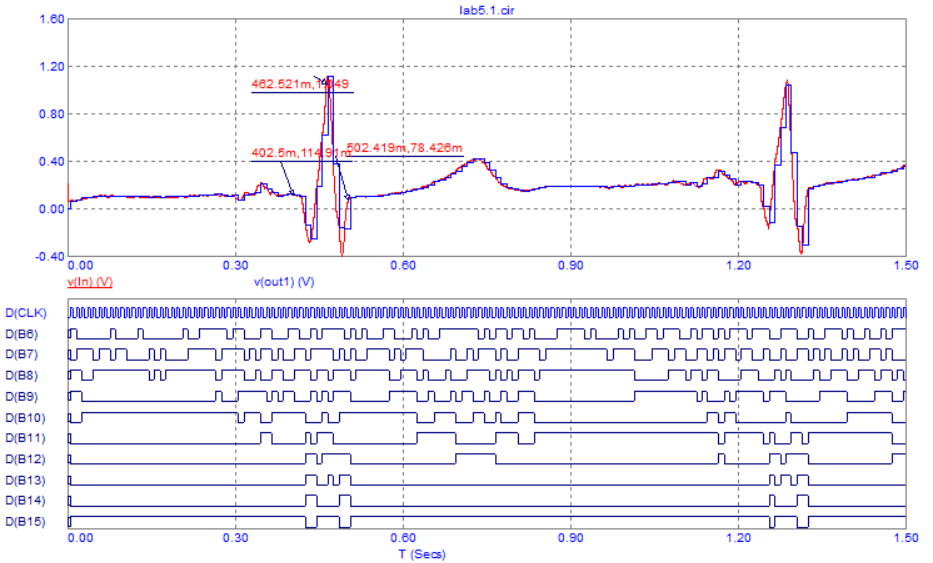 lab5.1.cir
1.60
1.20
462.521m,1.049
0.80
402.5m,114.91m
502.419m,78.426m
0.40
0.00
-0.40
0.00 0.30 0.60 0.90 1.20 1.50
v(In) (V) v(out1) (V)
D(CLK)
D(B6)
D(B7)
D(B8)
D(B9)
D(B10)
D(B11)
D(B12)
D(B13)
D(B14)
D(B15)
0.00 0.30 0.60 0.90 1.20 1.50
T (Secs)